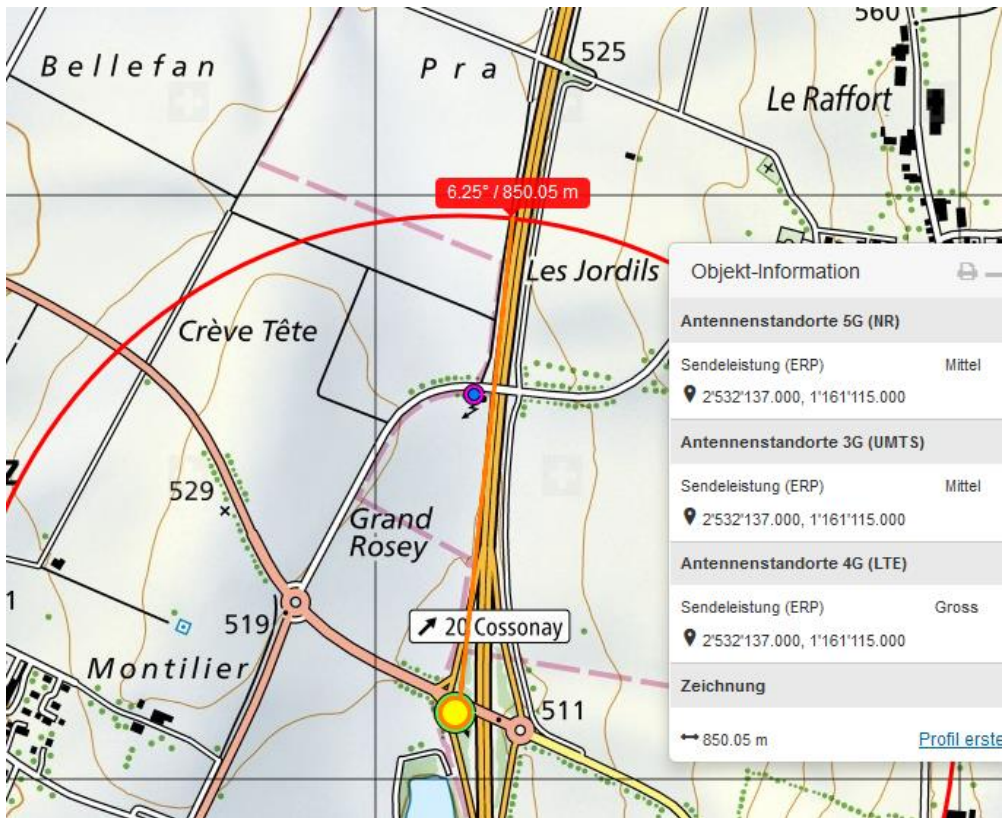 560
525
Bellefan
Pra
Le Raffort
6.25° / 850.05 m
Les Jordils
Crève Tête
529
Grand
Rosey
519
20 Cossonay
Montilier
511
Z
1
Objekt-Information
Antennenstandorte 5G (NR)
Sendeleistung (ERP) Mittel
2'532'137.000, 1'161'115.000
Antennenstandorte 3G (UMTS)
Sendeleistung (ERP) Mittel
2'532'137.000, 1'161'115.000
Antennenstandorte 4G (LTE)
Sendeleistung (ERP) Gross
2'532'137.000, 1'161'115.000
Zeichnung
850.05 m Profil erste